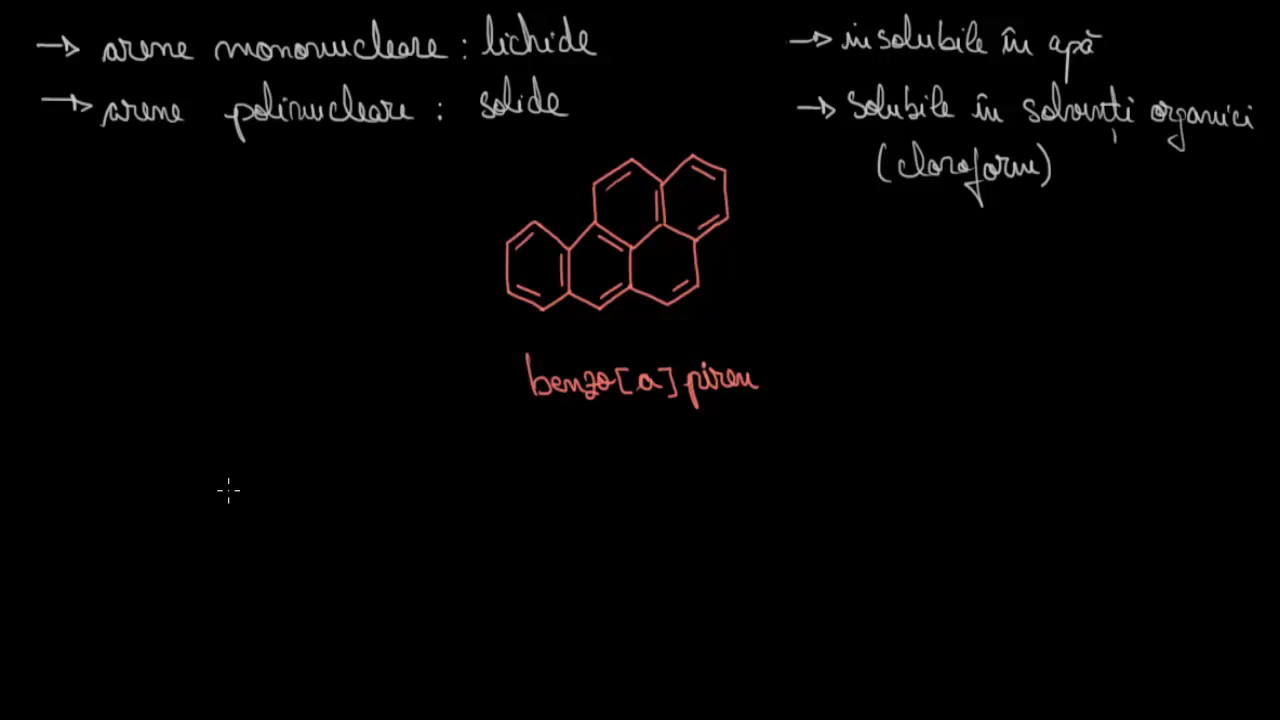 → arene mononucleare : lichide
→ arene polinucleare : solide
→ insolubile în apă
→ solubile în solvenți organici
(cloroform)
benzo[a]piren